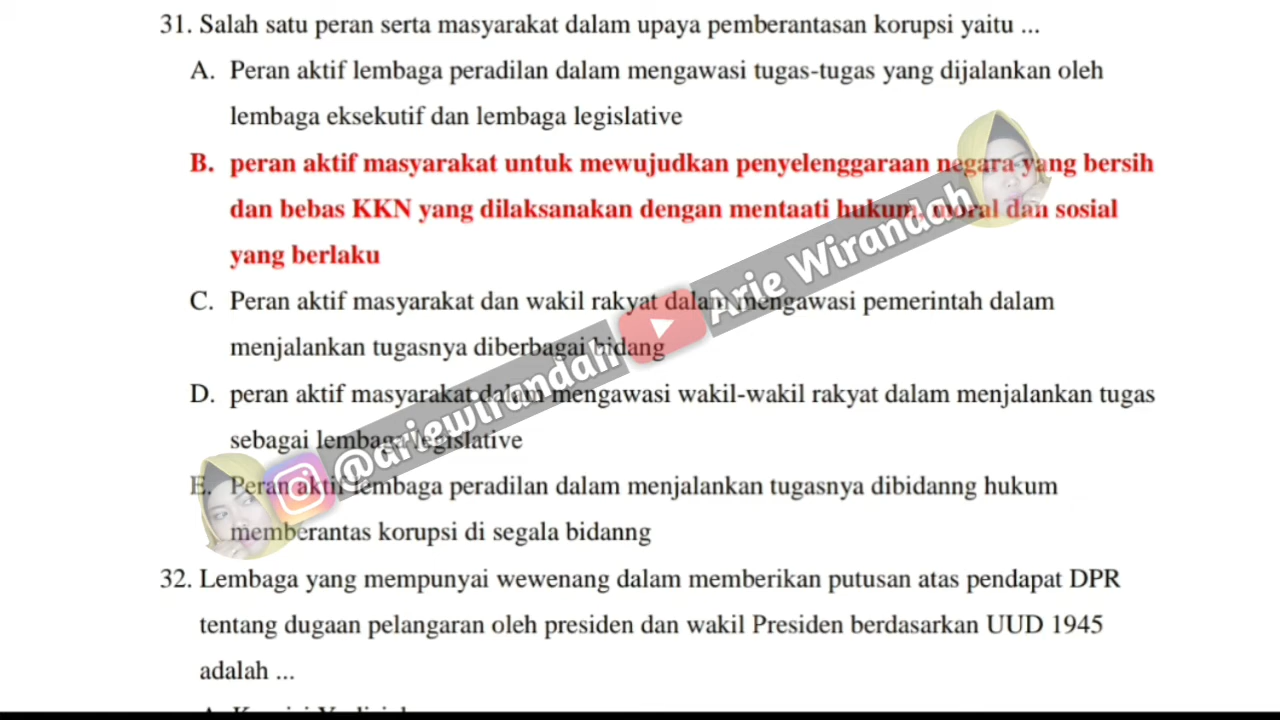 31. Salah satu peran serta masyarakat dalam upaya pemberantasan korupsi yaitu ...
A. Peran aktif lembaga peradilan dalam mengawasi tugas-tugas yang dijalankan oleh
lembaga eksekutif dan lembaga legislative
B. peran aktif masyarakat untuk mewujudkan penyelenggaraan negara yang bersih
dan bebas KKN yang dilaksanakan dengan mentaati hukum, moral dan sosial
yang berlaku
C. Peran aktif masyarakat dan wakil rakyat dalam mengawasi pemerintah dalam
menjalankan tugasnya diberbagai bidang
D. peran aktif masyarakat dalam mengawasi wakil-wakil rakyat dalam menjalankan tugas
sebagai lembaga legislative
E. Peran aktif lembaga peradilan dalam menjalankan tugasnya dibidanng hukum
memberantas korupsi di segala bidanng
32. Lembaga yang mempunyai wewenang dalam memberikan putusan atas pendapat DPR
tentang dugaan pelangaran oleh presiden dan wakil Presiden berdasarkan UUD 1945
adalah ...
@ariewirandah Arie Wirandah